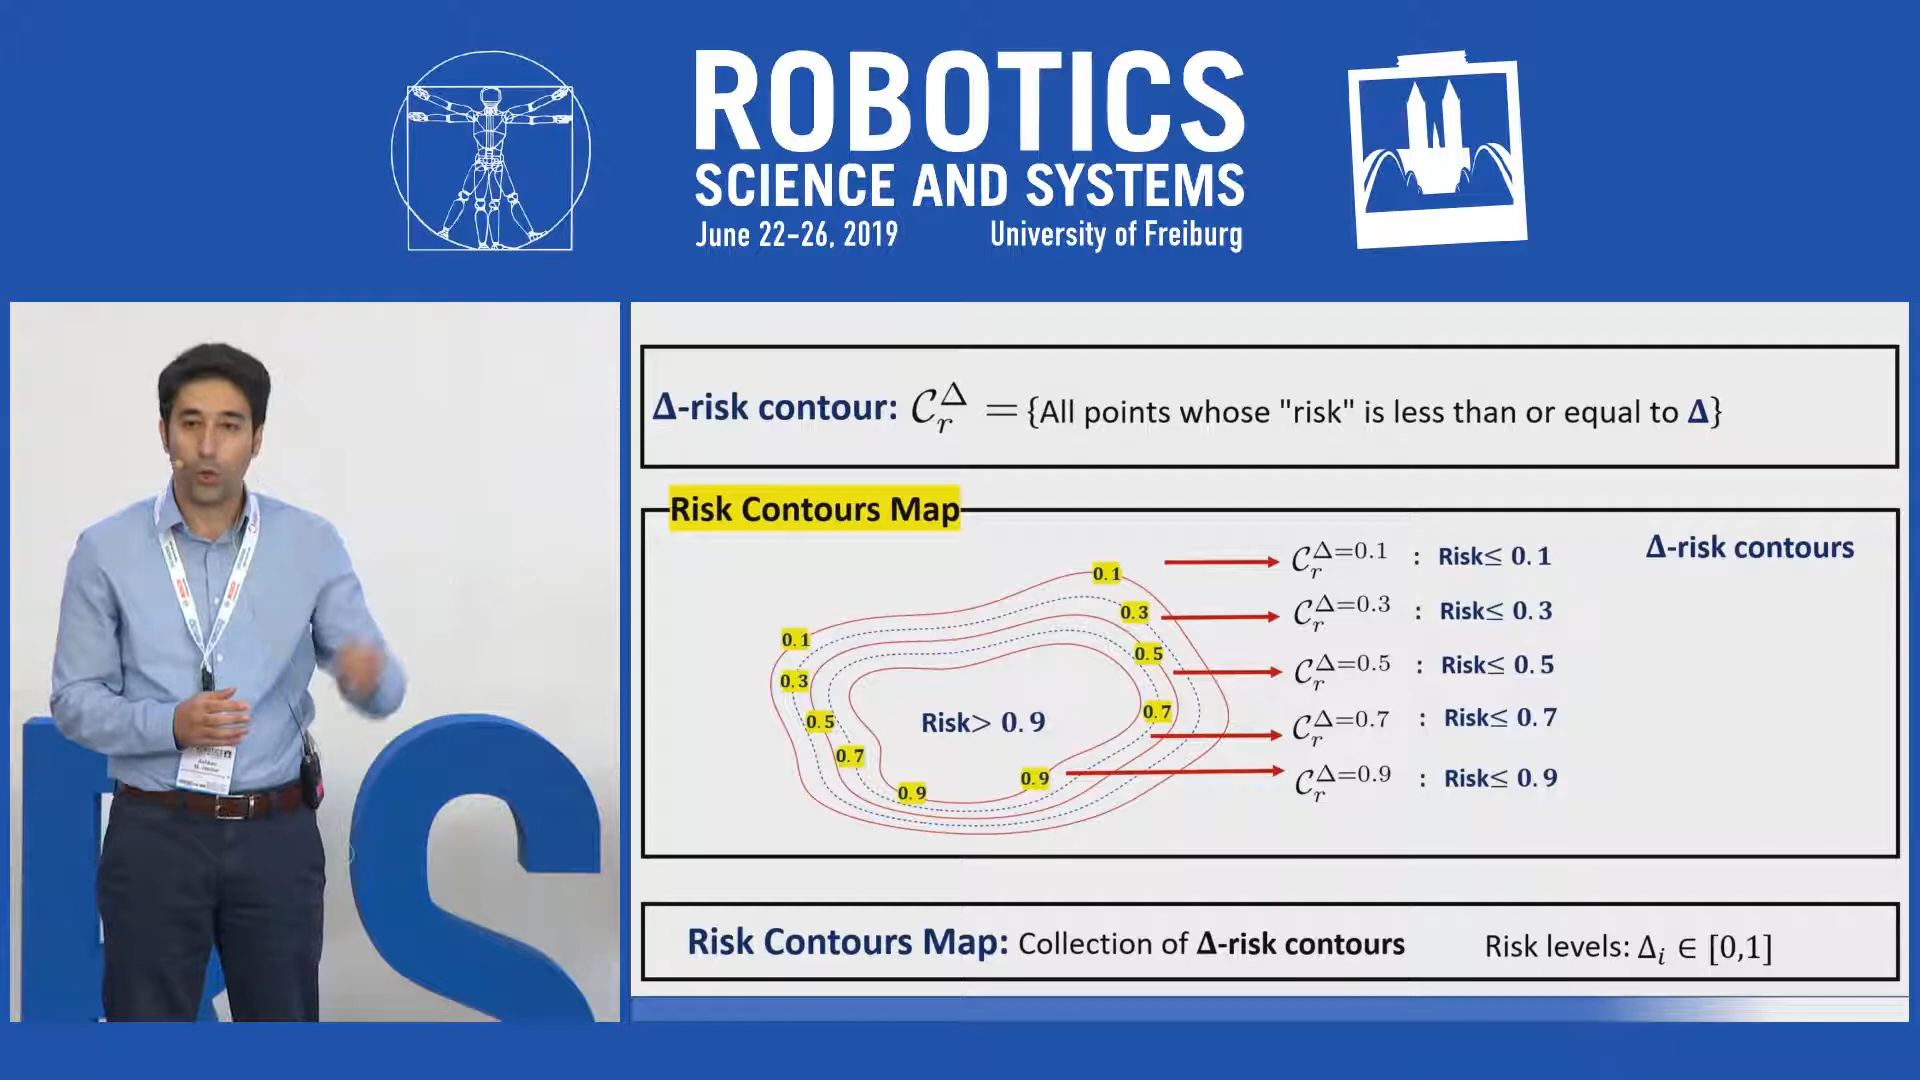 ROBOTICS
SCIENCE AND SYSTEMS
June 22-26, 2019 University of Freiburg
Δ-risk contour: 𝒞ᵣ^Δ = {All points whose "risk" is less than or equal to Δ}
Risk Contours Map
Δ-risk contours
𝒞ᵣ^Δ=0.1 : Risk≤ 0.1
𝒞ᵣ^Δ=0.3 : Risk≤ 0.3
𝒞ᵣ^Δ=0.5 : Risk≤ 0.5
𝒞ᵣ^Δ=0.7 : Risk≤ 0.7
𝒞ᵣ^Δ=0.9 : Risk≤ 0.9
0.1
0.3
0.1
0.5
0.3
0.7
0.5
Risk> 0.9
0.7
0.9
0.9
Risk Contours Map: Collection of Δ-risk contours Risk levels: Δᵢ ∈ [0,1]